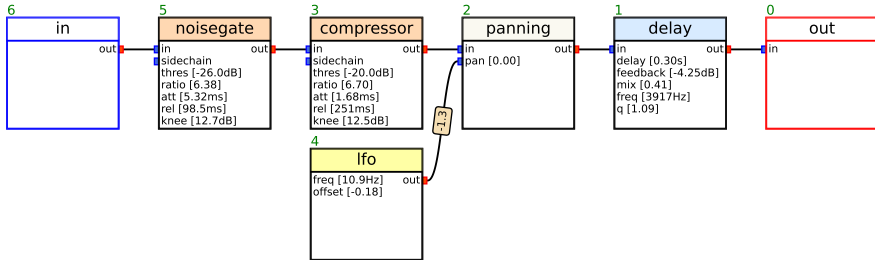 6
in
out
5
noisegate
in out
sidechain
thres [-26.0dB]
ratio [6.38]
att [5.32ms]
rel [98.5ms]
knee [12.7dB]
3
compressor
in out
sidechain
thres [-20.0dB]
ratio [6.70]
att [1.68ms]
rel [251ms]
knee [12.5dB]
2
panning
in out
pan [0.00]
1
delay
in out
delay [0.30s]
feedback [-4.25dB]
mix [0.41]
freq [3917Hz]
q [1.09]
0
out
in
4
lfo
freq [10.9Hz] out
offset [-0.18]
-1.3